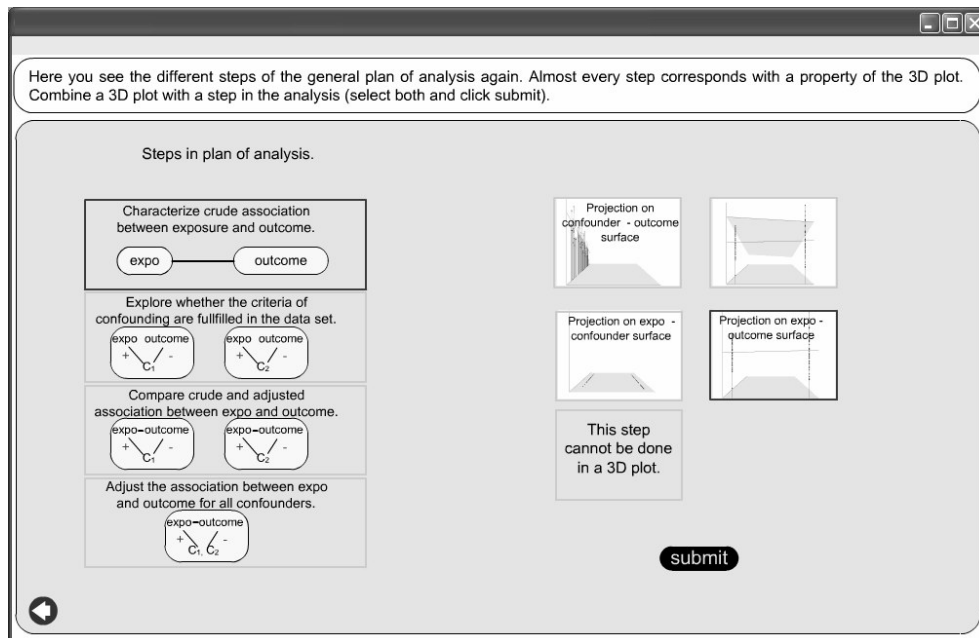 Here you see the different steps of the general plan of analysis again. Almost every step corresponds with a property of the 3D plot.
Combine a 3D plot with a step in the analysis (select both and click submit).
Steps in plan of analysis.
Characterize crude association
between exposure and outcome.
expo outcome
Explore whether the criteria of
confounding are fullfilled in the data set.
expo outcome
+ -
C1
expo outcome
+ -
C2
Compare crude and adjusted
association between expo and outcome.
expo-outcome
+ -
C1
expo-outcome
+ -
C2
Adjust the association between expo
and outcome for all confounders.
expo-outcome
+ -
C1, C2
Projection on
confounder - outcome
surface
Projection on expo -
confounder surface
Projection on expo -
outcome surface
This step
cannot be done
in a 3D plot.
submit